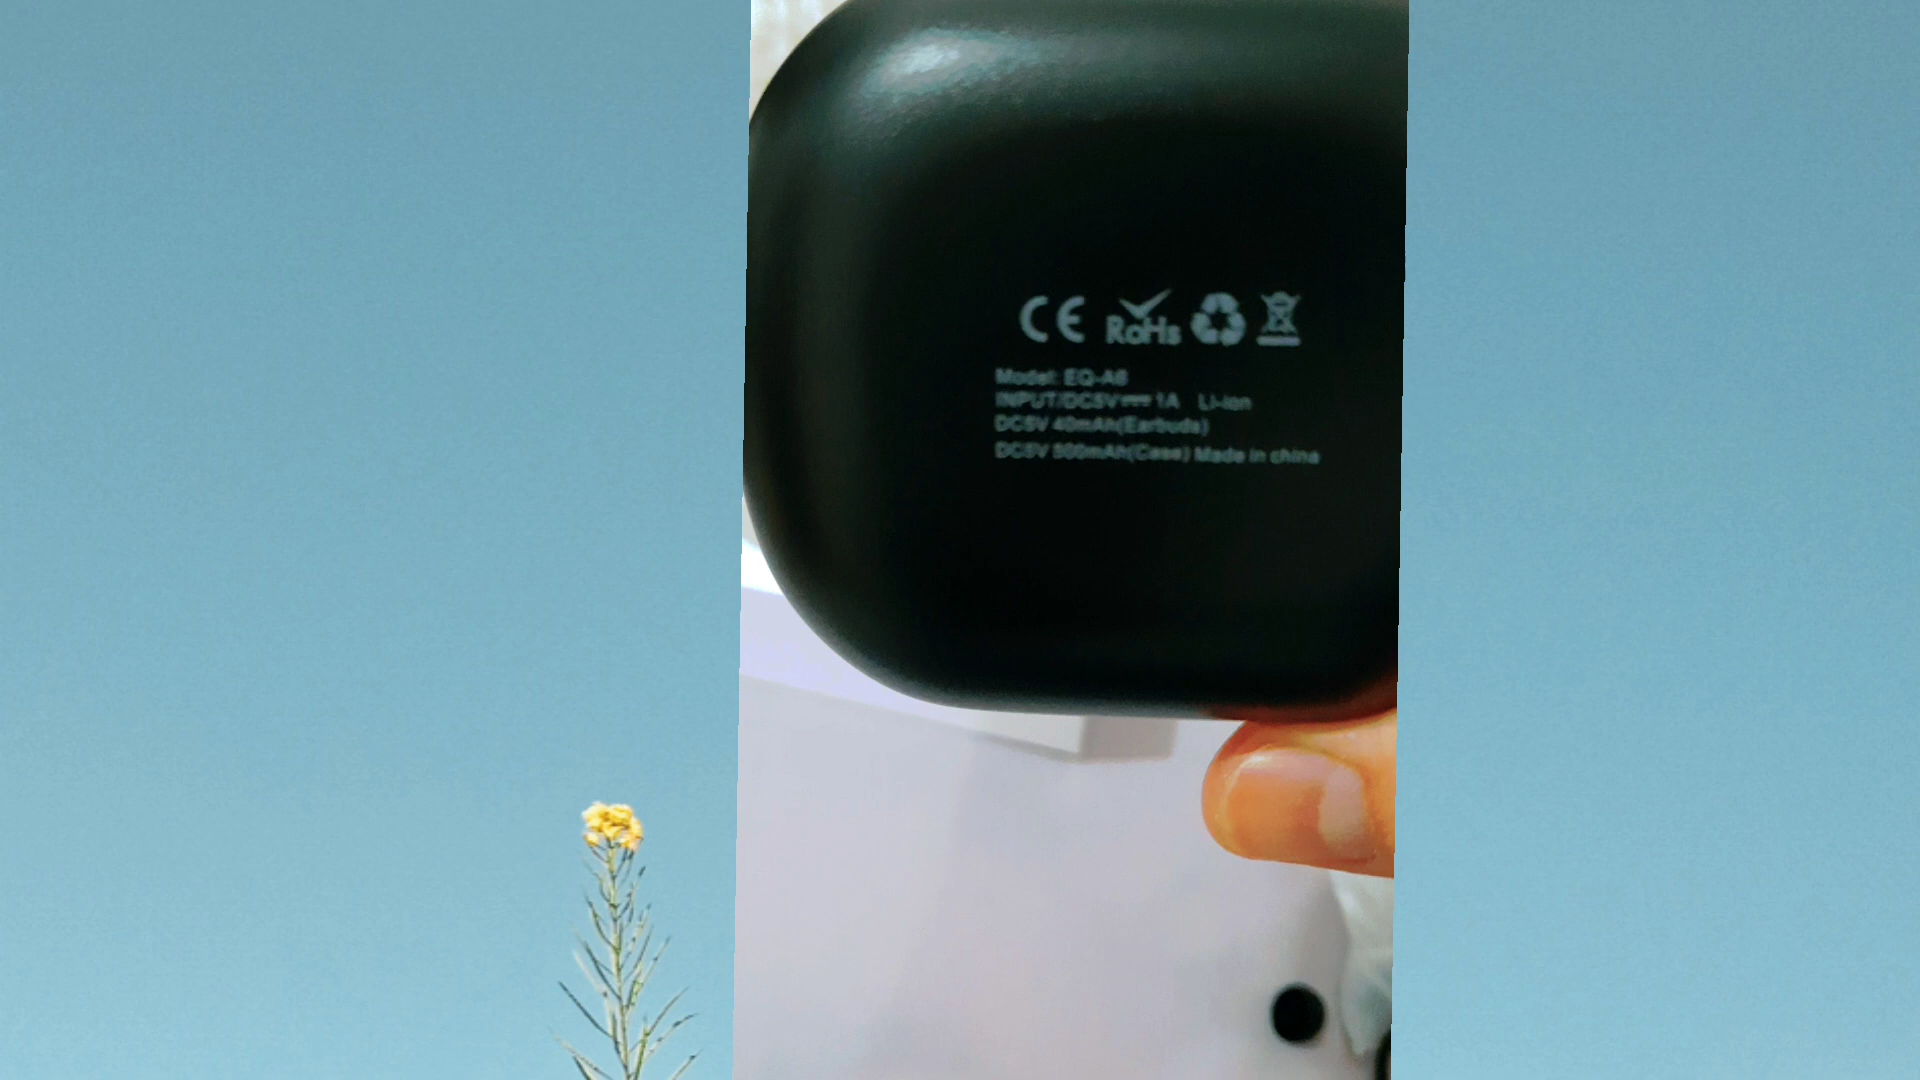 CE RoHs
Model: EQ-A6
INPUT/DC5V 1A Li-ion
DC5V 40mAh(Earbuds)
DC5V 500mAh(Case) Made in china